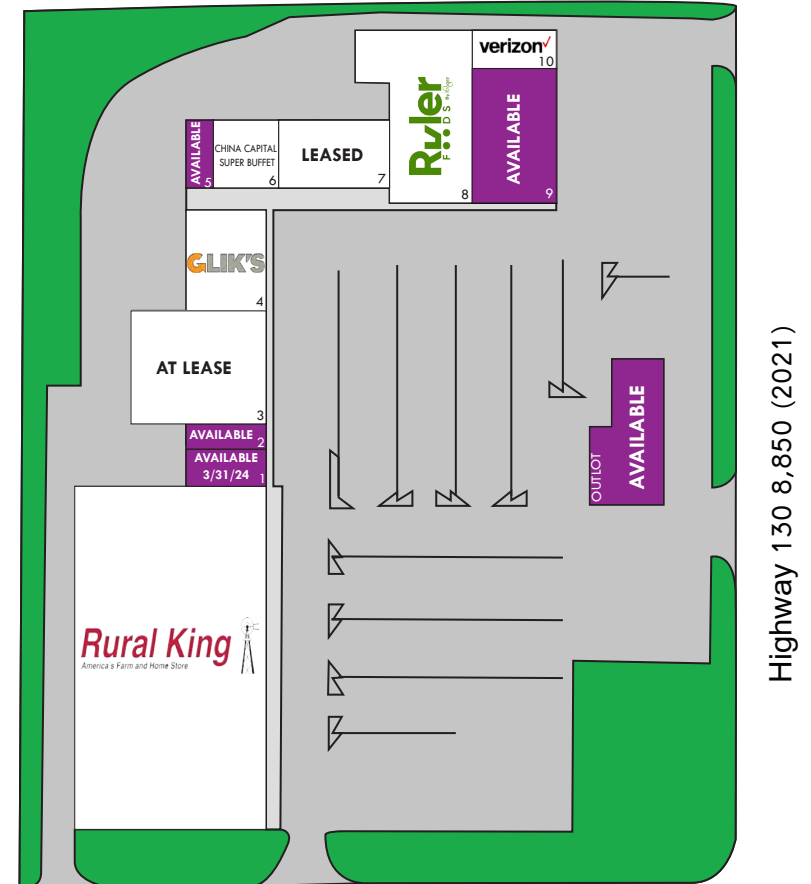 verizon✓
10
Ruler
FOODS
8
AVAILABLE
9
AVAILABLE
5
CHINA CAPITAL
SUPER BUFFET
6
LEASED
7
GLIK'S
4
AT LEASE
3
AVAILABLE 2
AVAILABLE
3/31/24 1
OUTLOT
AVAILABLE
Rural King
America's Farm and Home Store
Highway 130 8,850 (2021)